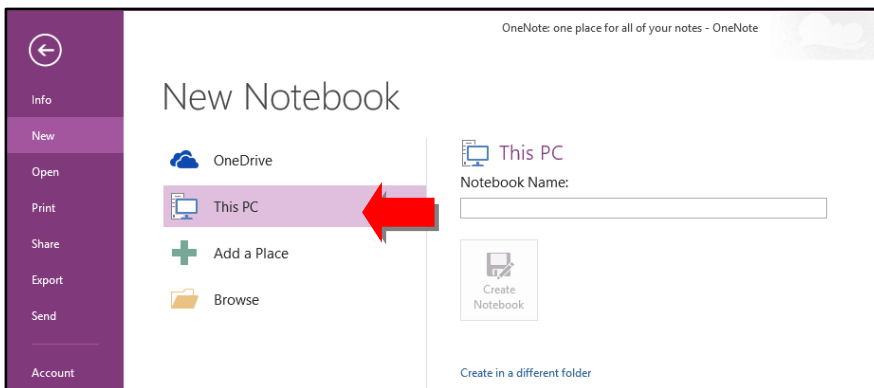 OneNote: one place for all of your notes - OneNote
Info
New
Open
Print
Share
Export
Send
Account
New Notebook
OneDrive
This PC
Add a Place
Browse
This PC
Notebook Name:
Create
Notebook
Create in a different folder